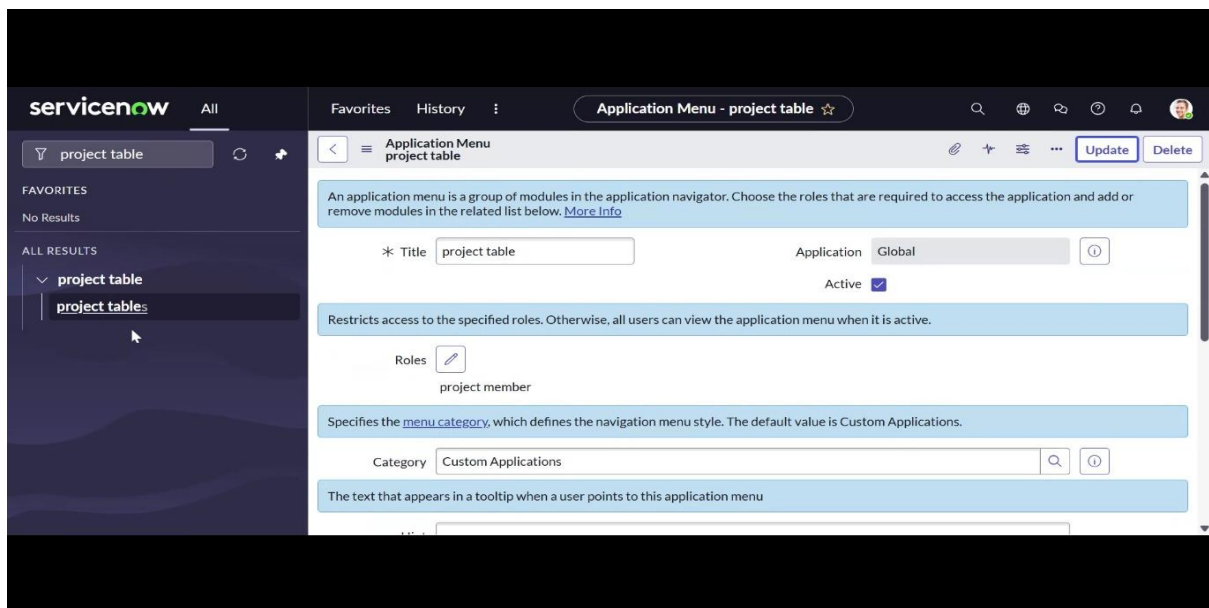 servicenow All Favorites History Application Menu - project table
project table
Application Menu
project table
Update Delete
FAVORITES
No Results
ALL RESULTS
project table
project tables
An application menu is a group of modules in the application navigator. Choose the roles that are required to access the application and add or
remove modules in the related list below. More Info
* Title project table Application Global
Active
Restricts access to the specified roles. Otherwise, all users can view the application menu when it is active.
Roles
project member
Specifies the menu category, which defines the navigation menu style. The default value is Custom Applications.
Category Custom Applications
The text that appears in a tooltip when a user points to this application menu